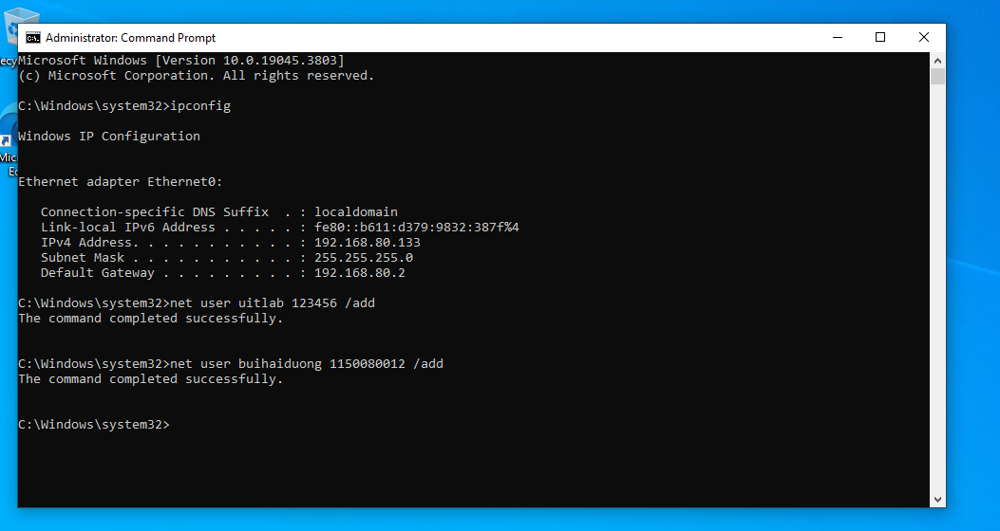 Administrator: Command Prompt
Microsoft Windows [Version 10.0.19045.3803]
(c) Microsoft Corporation. All rights reserved.
C:\Windows\system32>ipconfig
Windows IP Configuration
Ethernet adapter Ethernet0:
Connection-specific DNS Suffix  . : localdomain
Link-local IPv6 Address . . . . . : fe80::b611:d379:9832:387f%4
IPv4 Address. . . . . . . . . . . : 192.168.80.133
Subnet Mask . . . . . . . . . . . : 255.255.255.0
Default Gateway . . . . . . . . . : 192.168.80.2
C:\Windows\system32>net user uitlab 123456 /add
The command completed successfully.
C:\Windows\system32>net user buihaiduong 1150080012 /add
The command completed successfully.
C:\Windows\system32>